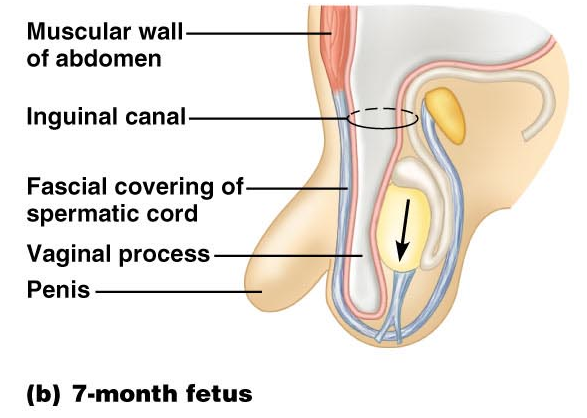 Muscular wall
of abdomen
Inguinal canal
Fascial covering of
spermatic cord
Vaginal process
Penis
(b) 7-month fetus